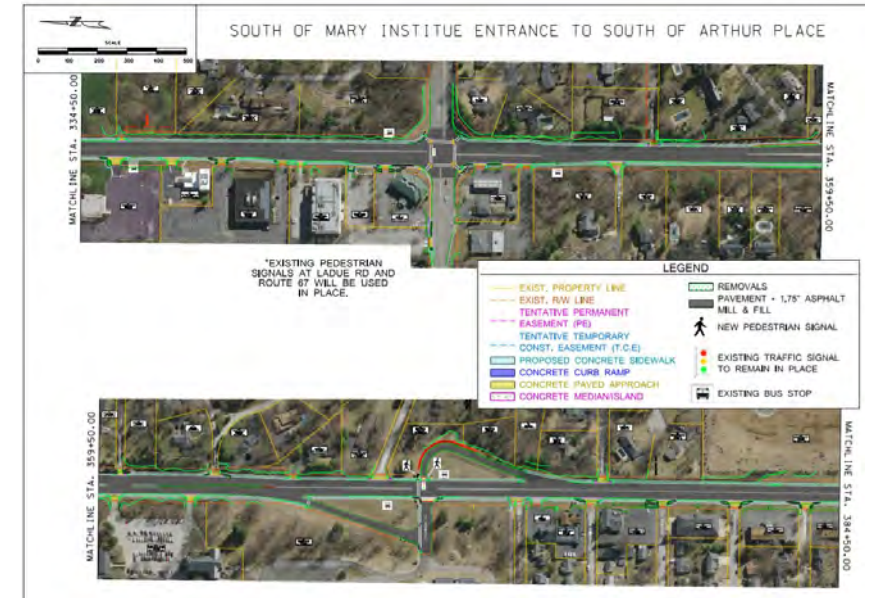 SOUTH OF MARY INSTITUE ENTRANCE TO SOUTH OF ARTHUR PLACE
SCALE
0 100 200 300 400 500
MATCHLINE STA. 334+50.00
MATCHLINE STA. 359+50.00
*EXISTING PEDESTRIAN
SIGNALS AT LADUE RD AND
ROUTE 67 WILL BE USED
IN PLACE.
LEGEND
EXIST. PROPERTY LINE
EXIST. R/W LINE
TENTATIVE PERMANENT
EASEMENT (PE)
TENTATIVE TEMPORARY
CONST. EASEMENT (T.C.E)
PROPOSED CONCRETE SIDEWALK
CONCRETE CURB RAMP
CONCRETE PAVED APPROACH
CONCRETE MEDIAN/ISLAND
REMOVALS
PAVEMENT - 1.75" ASPHALT
MILL & FILL
NEW PEDESTRIAN SIGNAL
EXISTING TRAFFIC SIGNAL
TO REMAIN IN PLACE
EXISTING BUS STOP
MATCHLINE STA. 359+50.00
MATCHLINE STA. 384+50.00